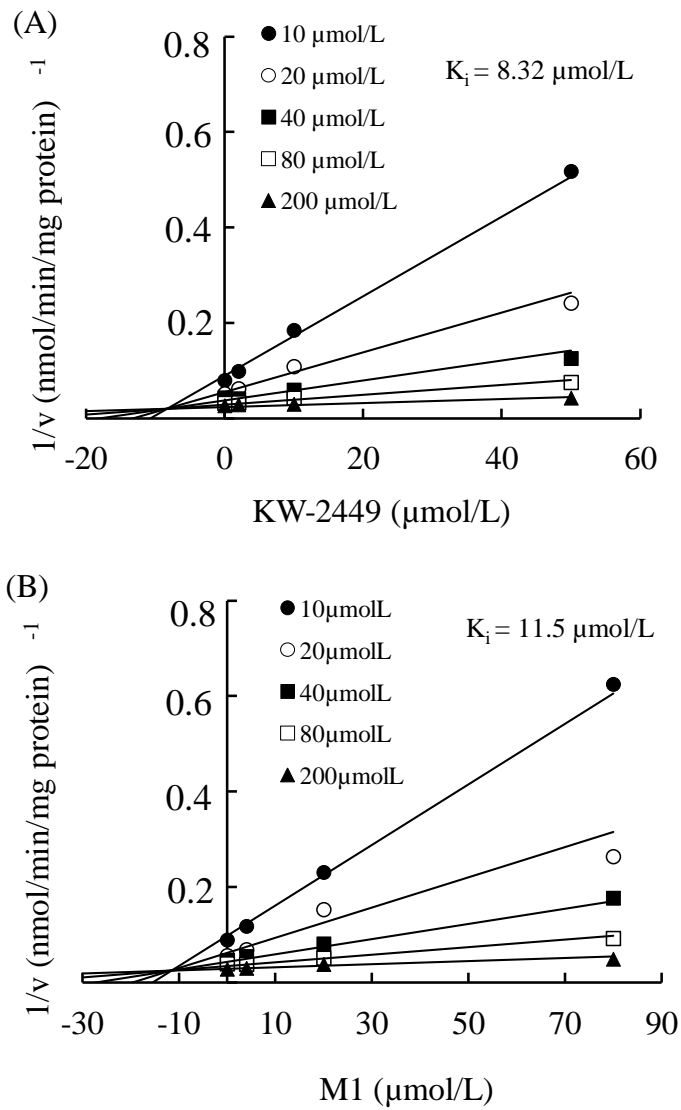 (A)
0.8
0.6
0.4
0.2
1/v (nmol/min/mg protein) -1
10 µmol/L
20 µmol/L
40 µmol/L
80 µmol/L
200 µmol/L
Ki = 8.32 µmol/L
-20 0 20 40 60
KW-2449 (µmol/L)
(B)
0.8
0.6
0.4
0.2
1/v (nmol/min/mg protein) -1
10µmolL
20µmolL
40µmolL
80µmolL
200µmolL
Ki = 11.5 µmol/L
-30 -10 10 30 50 70 90
M1 (µmol/L)